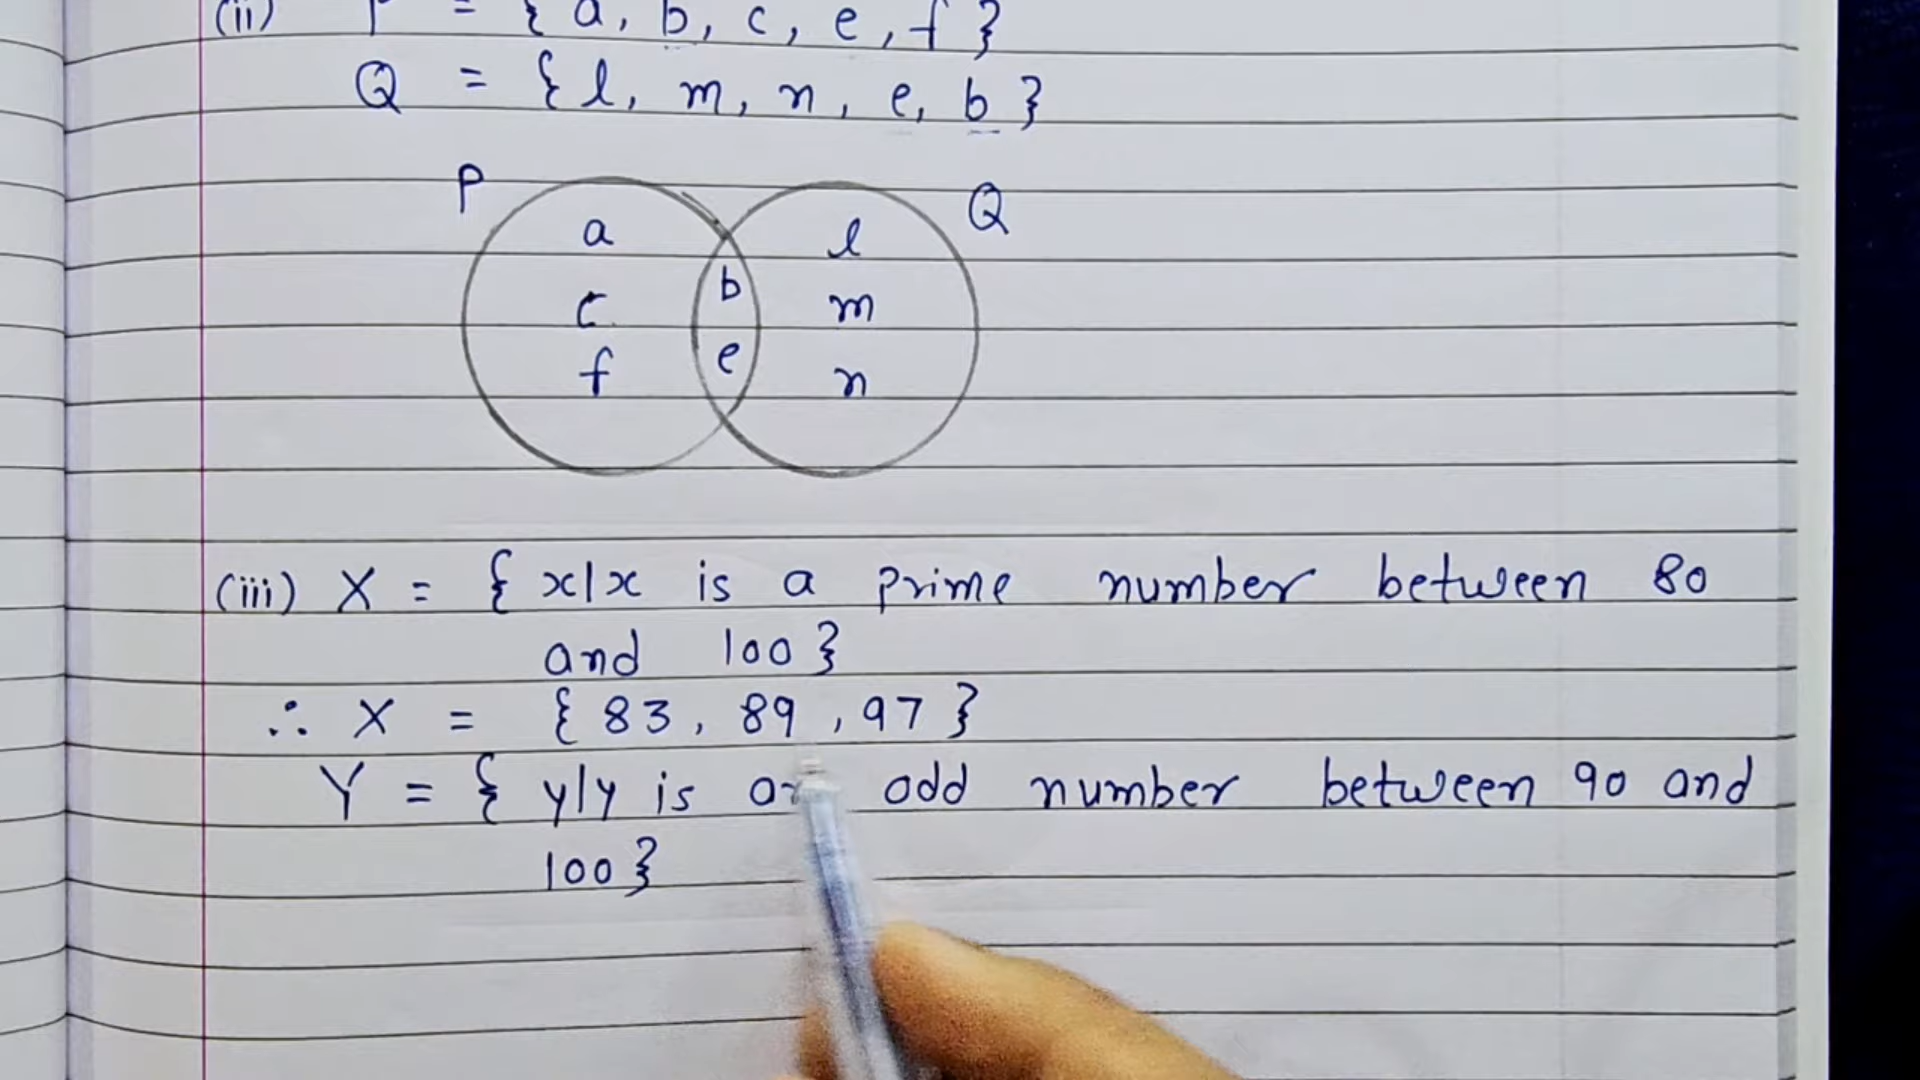 (ii) P = { a, b, c, e, f }
Q = { l, m, n, e, b }
P Q
a l
b
c m
e
f n
(iii) X = { x|x is a prime number between 80
and 100 }
∴ X = { 83, 89, 97 }
Y = { y|y is odd number between 90 and
100 }